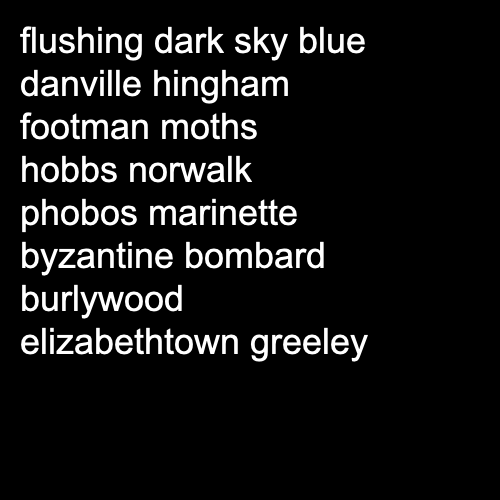 flushing dark sky blue
danville hingham
footman moths
hobbs norwalk
phobos marinette
byzantine bombard
burlywood
elizabethtown greeley